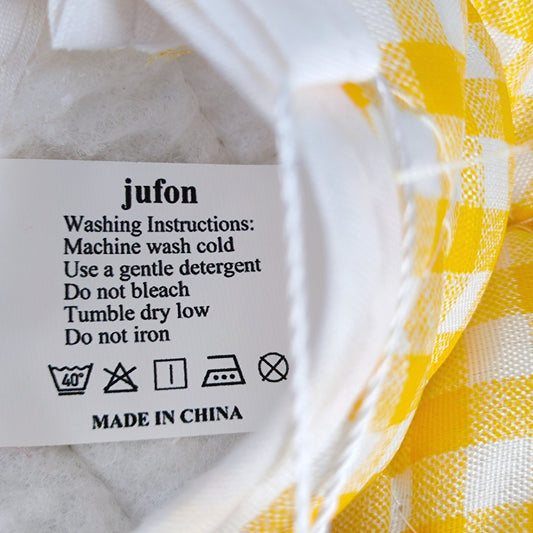 jufon
Washing Instructions:
Machine wash cold
Use a gentle detergent
Do not bleach
Tumble dry low
Do not iron
40°
MADE IN CHINA